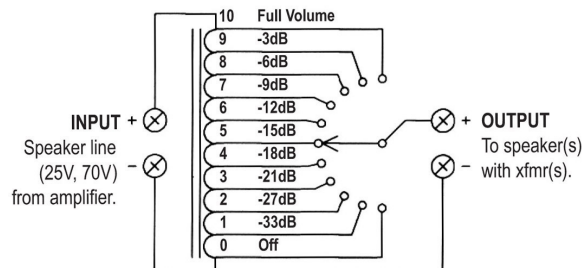 10 Full Volume
9 -3dB
8 -6dB
7 -9dB
6 -12dB
5 -15dB
4 -18dB
3 -21dB
2 -27dB
1 -33dB
0 Off
INPUT +
Speaker line
(25V, 70V) –
from amplifier.
+ OUTPUT
To speaker(s)
– with xfmr(s).